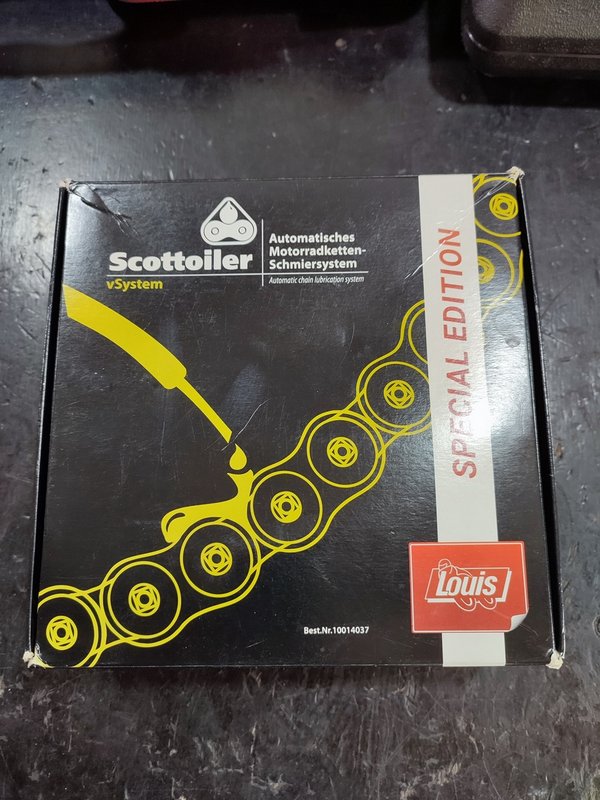 Scottoiler
vSystem
Automatisches
Motorradketten-
Schmiersystem
Automatic chain lubrication system
SPECIAL EDITION
Louis
Best.Nr.10014037